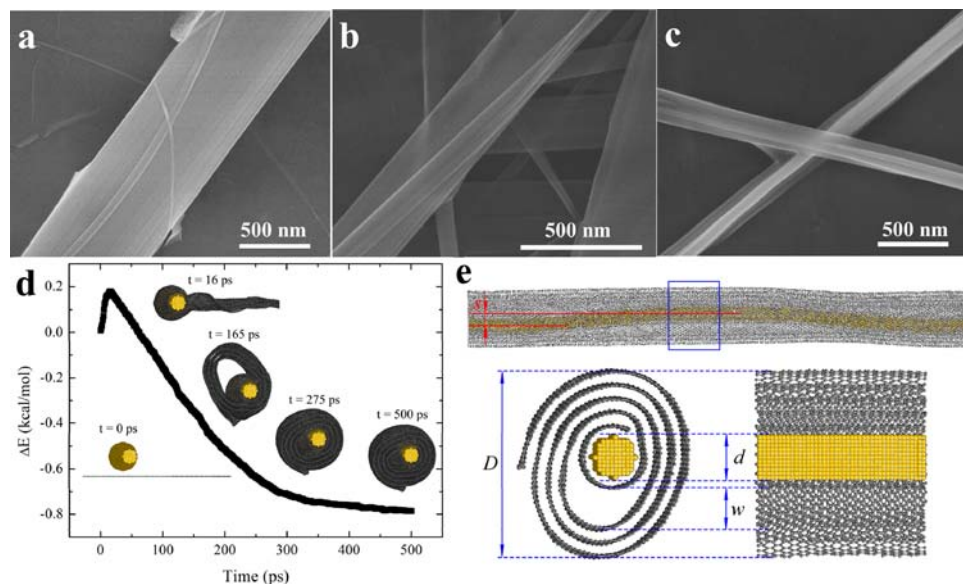 a
500 nm
b
500 nm
c
500 nm
d
ΔE (kcal/mol)
0.2
0.0
-0.2
-0.4
-0.6
-0.8
t = 16 ps
t = 165 ps
t = 275 ps
t = 500 ps
t = 0 ps
0 100 200 300 400 500
Time (ps)
e
s
D
d
w